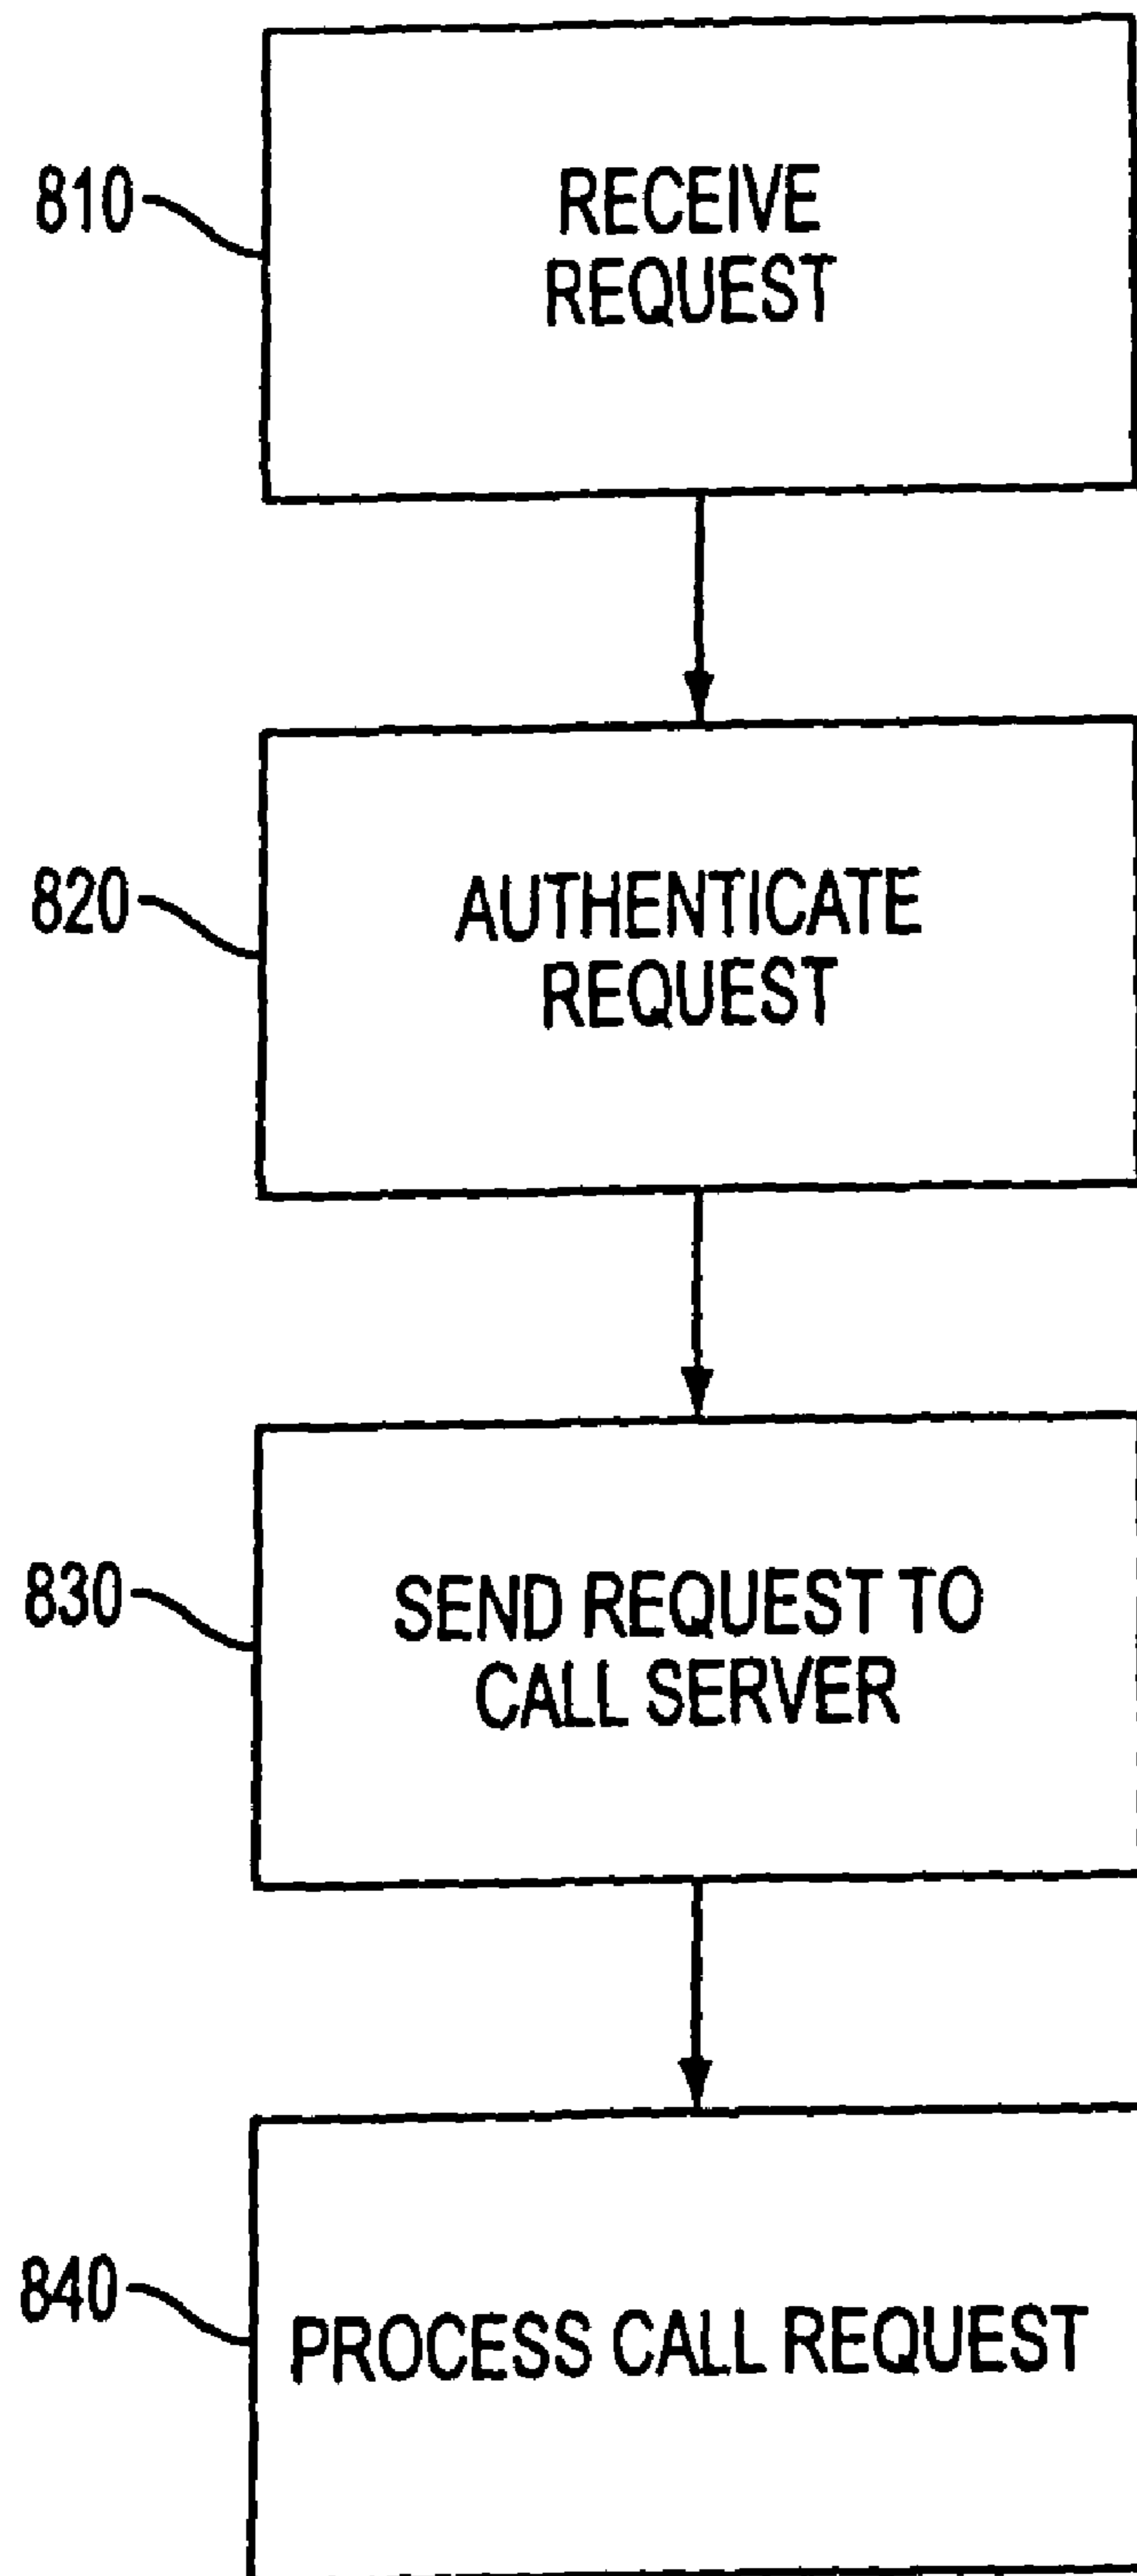 810
RECEIVE
REQUEST
820
AUTHENTICATE
REQUEST
830
SEND REQUEST TO
CALL SERVER
840
PROCESS CALL REQUEST